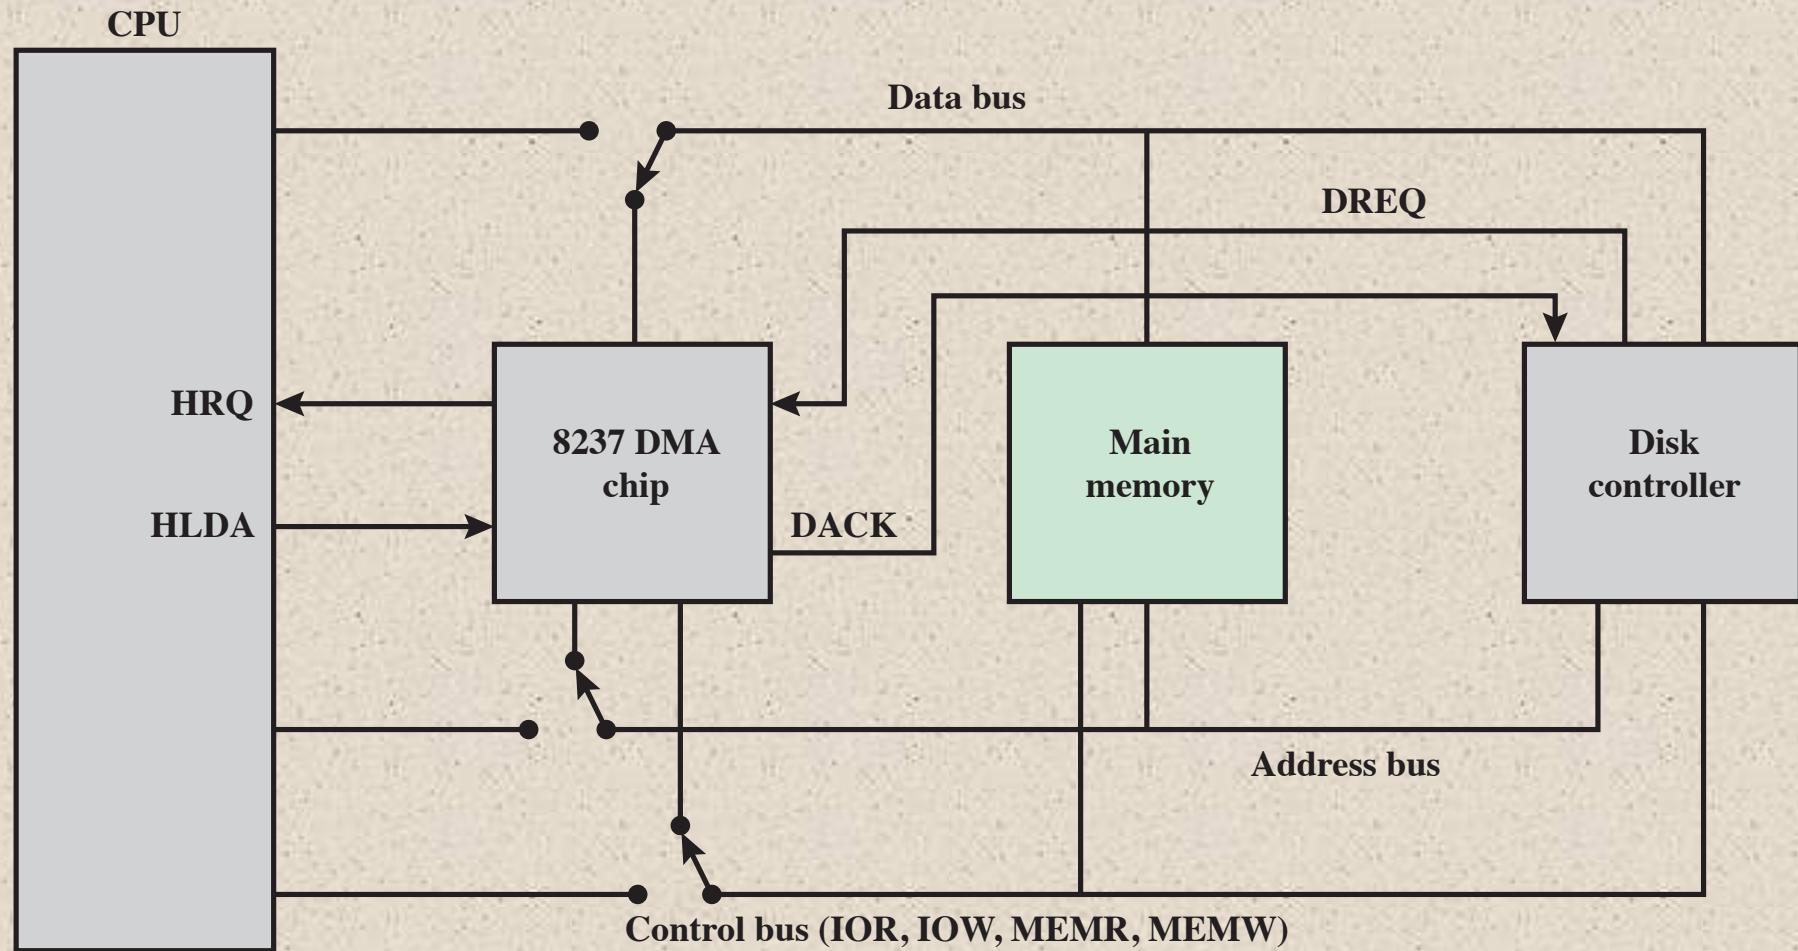 CPU
Data bus
DREQ
HRQ
8237 DMA
chip
Main
memory
Disk
controller
HLDA
DACK
Address bus
Control bus (IOR, IOW, MEMR, MEMW)